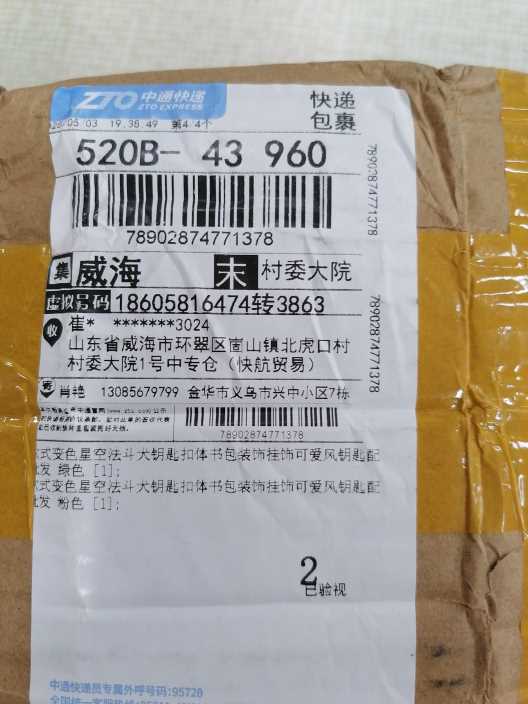 ZTO 中通快递
ZTO EXPRESS
快递
包裹
05/03 19:38:49 第4.4个
520B- 43 960
78902874771378
78902874771378
集 威海 末 村委大院
虚拟号码 18605816474转3863
收 崔* *******3024
山东省威海市环翠区崮山镇北虎口村
村委大院1号中专仓（快航贸易）
78902874771378
肖艳 13085679799 金华市义乌市兴中小区7栋
78902874771378
式变色星空法斗犬钥匙扣体书包装饰挂饰可爱风钥匙配
批发 绿色 [1];
式变色星空法斗犬钥匙扣体书包装饰挂饰可爱风钥匙配
批发 粉色 [1];
2
已验视
中通快递员专属外呼号码:95720